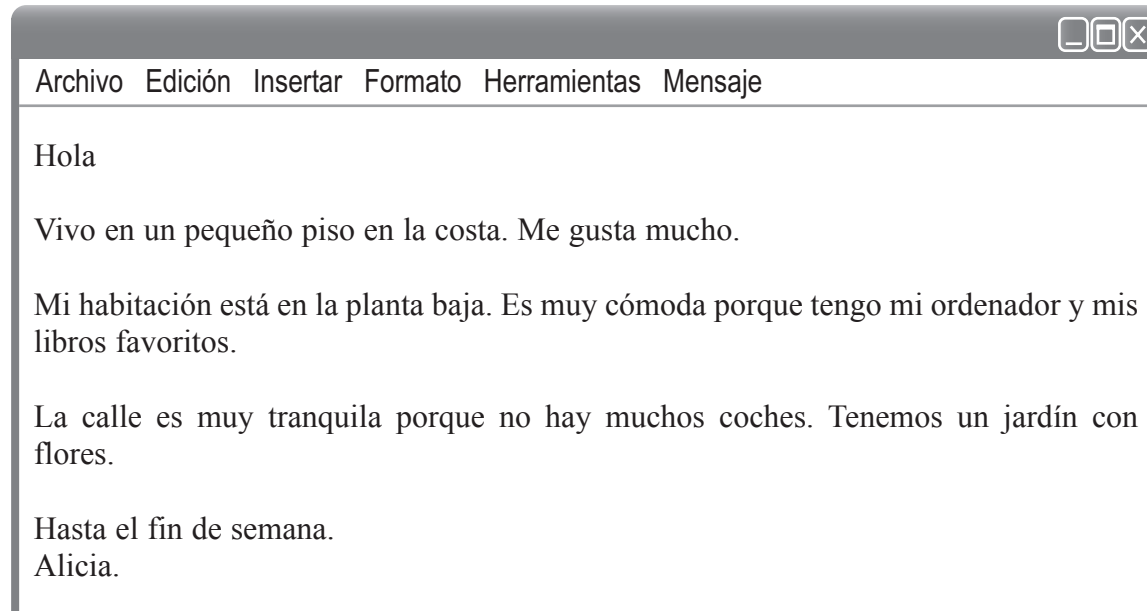 Archivo Edición Insertar Formato Herramientas Mensaje
Hola
Vivo en un pequeño piso en la costa. Me gusta mucho.
Mi habitación está en la planta baja. Es muy cómoda porque tengo mi ordenador y mis
libros favoritos.
La calle es muy tranquila porque no hay muchos coches. Tenemos un jardín con
flores.
Hasta el fin de semana.
Alicia.